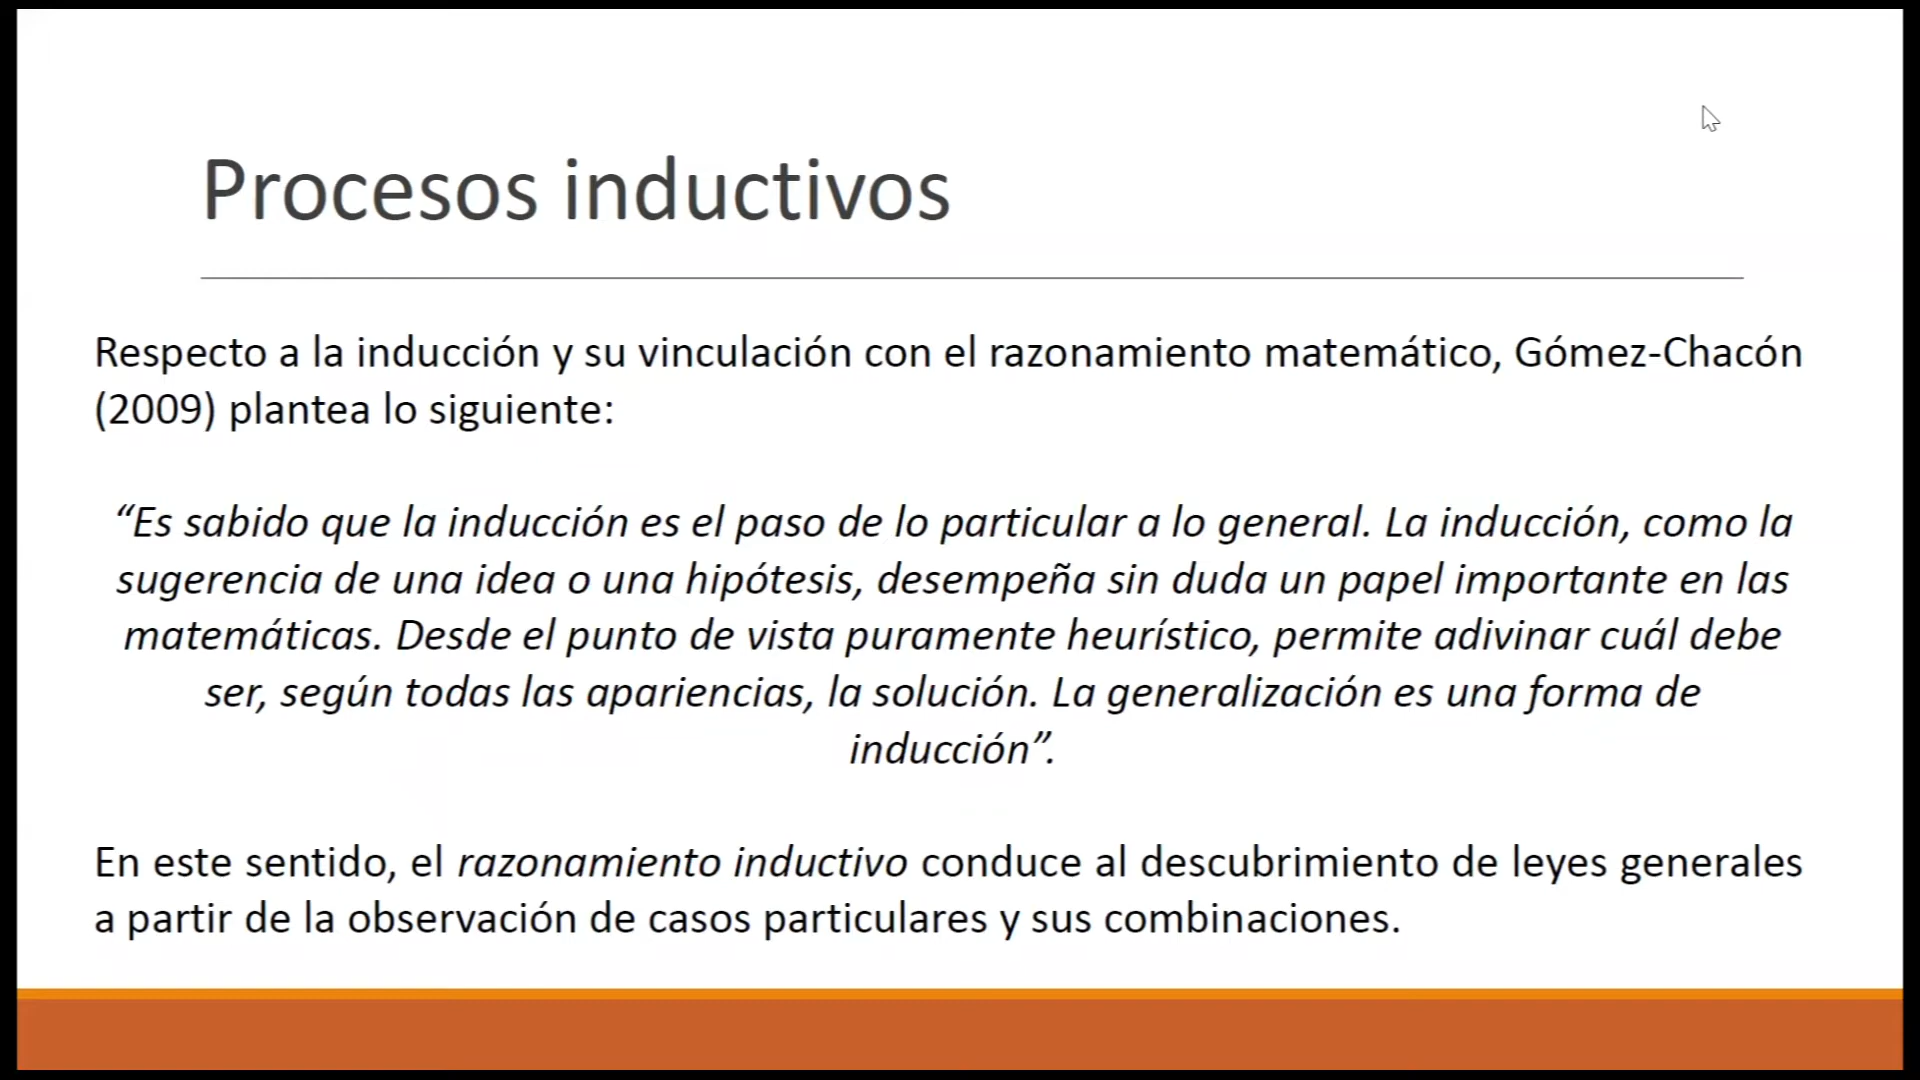 Procesos inductivos
Respecto a la inducción y su vinculación con el razonamiento matemático, Gómez-Chacón
(2009) plantea lo siguiente:
“Es sabido que la inducción es el paso de lo particular a lo general. La inducción, como la
sugerencia de una idea o una hipótesis, desempeña sin duda un papel importante en las
matemáticas. Desde el punto de vista puramente heurístico, permite adivinar cuál debe
ser, según todas las apariencias, la solución. La generalización es una forma de
inducción”.
En este sentido, el razonamiento inductivo conduce al descubrimiento de leyes generales
a partir de la observación de casos particulares y sus combinaciones.